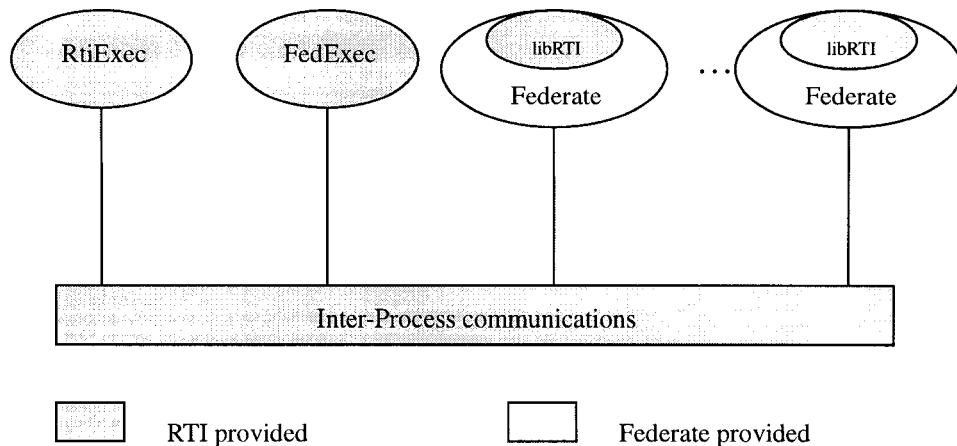 RtiExec
FedExec
libRTI
Federate
...
libRTI
Federate
Inter-Process communications
RTI provided
Federate provided